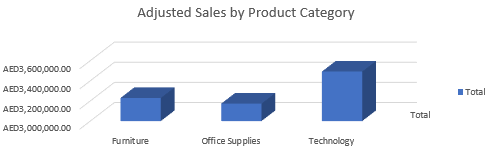 Adjusted Sales by Product Category
AED3,600,000.00
AED3,400,000.00
AED3,200,000.00
AED3,000,000.00
Total
Total
Furniture
Office Supplies
Technology